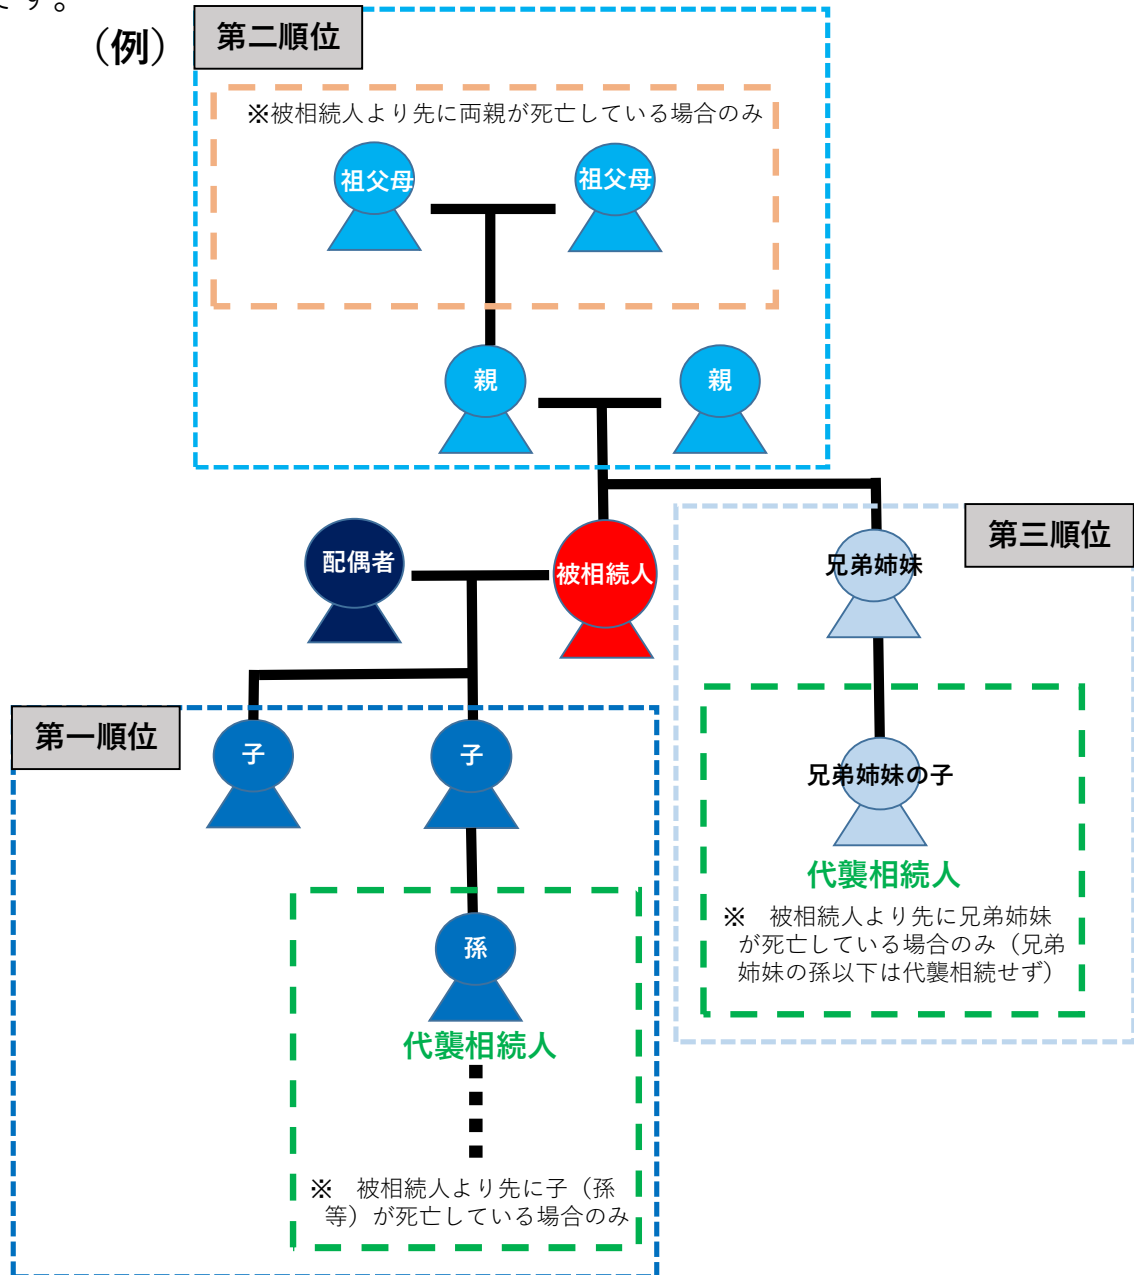 です。
（例）
第二順位
※被相続人より先に両親が死亡している場合のみ
祖父母
祖父母
親
親
配偶者
被相続人
第三順位
兄弟姉妹
兄弟姉妹の子
代襲相続人
※　被相続人より先に兄弟姉妹
が死亡している場合のみ（兄弟
姉妹の孫以下は代襲相続せず）
第一順位
子
子
孫
代襲相続人
※　被相続人より先に子（孫
等）が死亡している場合のみ